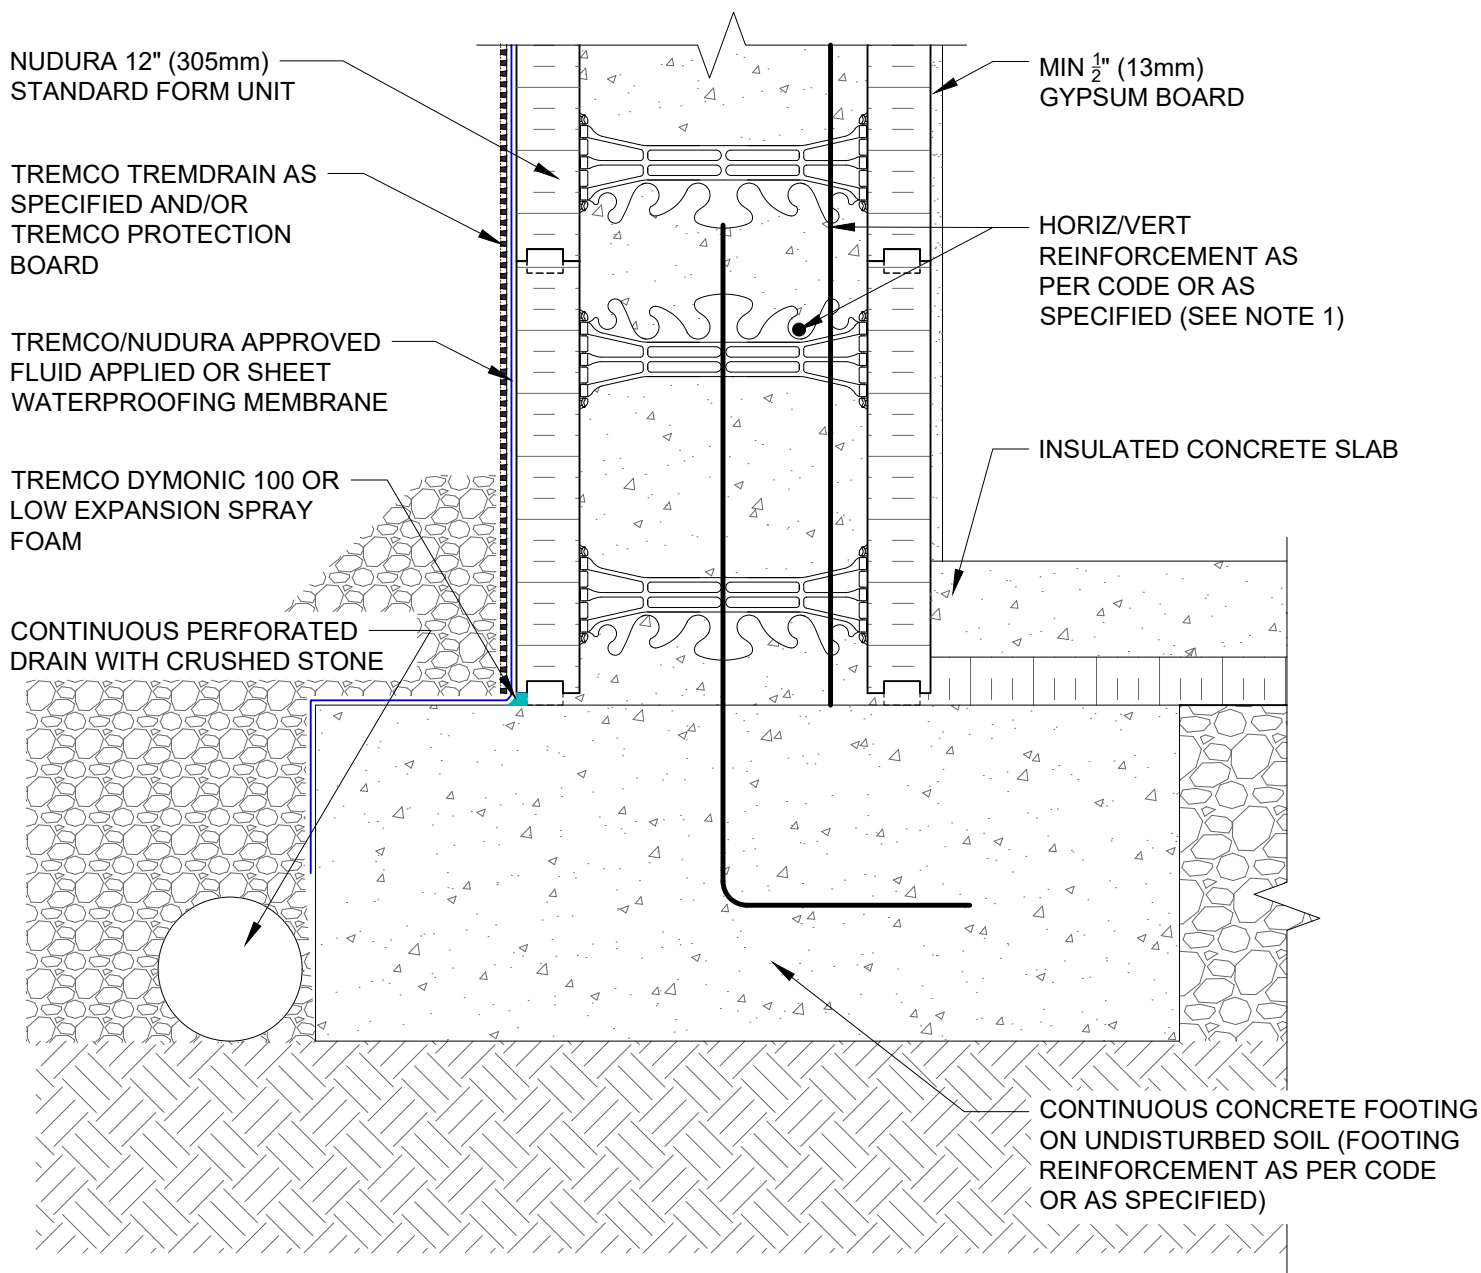 NUDURA 12" (305mm)
STANDARD FORM UNIT
TREMCO TREMDRAIN AS
SPECIFIED AND/OR
TREMCO PROTECTION
BOARD
TREMCO/NUDURA APPROVED
FLUID APPLIED OR SHEET
WATERPROOFING MEMBRANE
TREMCO DYMONIC 100 OR
LOW EXPANSION SPRAY
FOAM
CONTINUOUS PERFORATED
DRAIN WITH CRUSHED STONE
MIN 1/2" (13mm)
GYPSUM BOARD
HORIZ/VERT
REINFORCEMENT AS
PER CODE OR AS
SPECIFIED (SEE NOTE 1)
INSULATED CONCRETE SLAB
CONTINUOUS CONCRETE FOOTING
ON UNDISTURBED SOIL (FOOTING
REINFORCEMENT AS PER CODE
OR AS SPECIFIED)